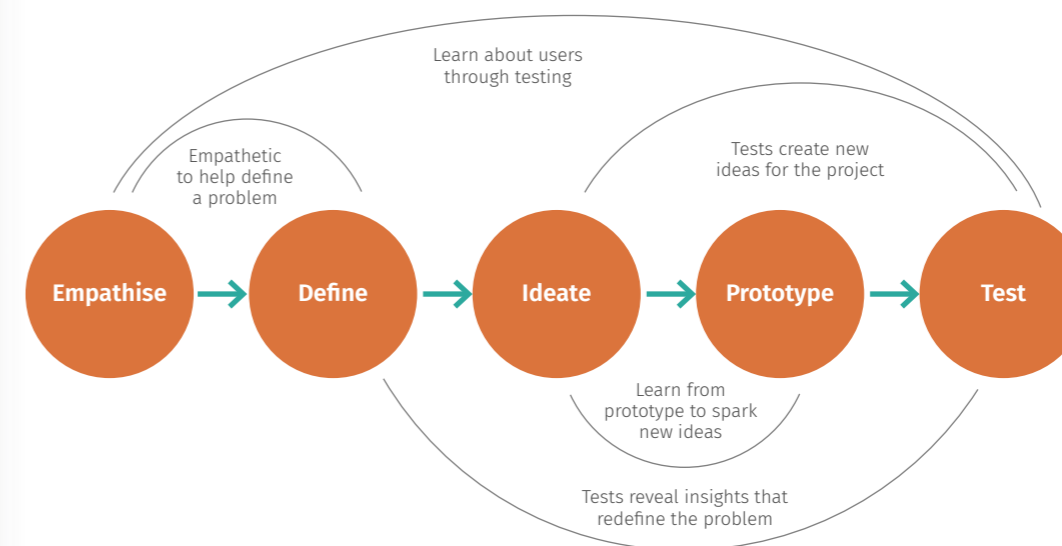 Learn about users
through testing
Tests create new
ideas for the project
Empathetic
to help define
a problem
Empathise
Define
Ideate
Prototype
Test
Learn from
prototype to spark
new ideas
Tests reveal insights that
redefine the problem